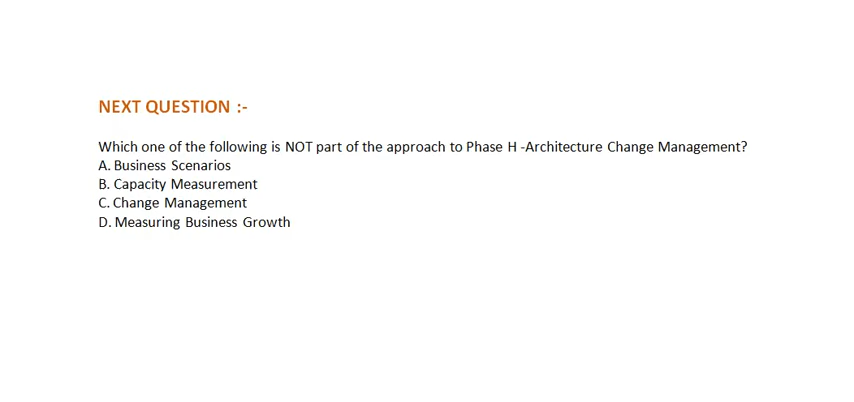 NEXT QUESTION :-
Which one of the following is NOT part of the approach to Phase H -Architecture Change Management?
A. Business Scenarios
B. Capacity Measurement
C. Change Management
D. Measuring Business Growth